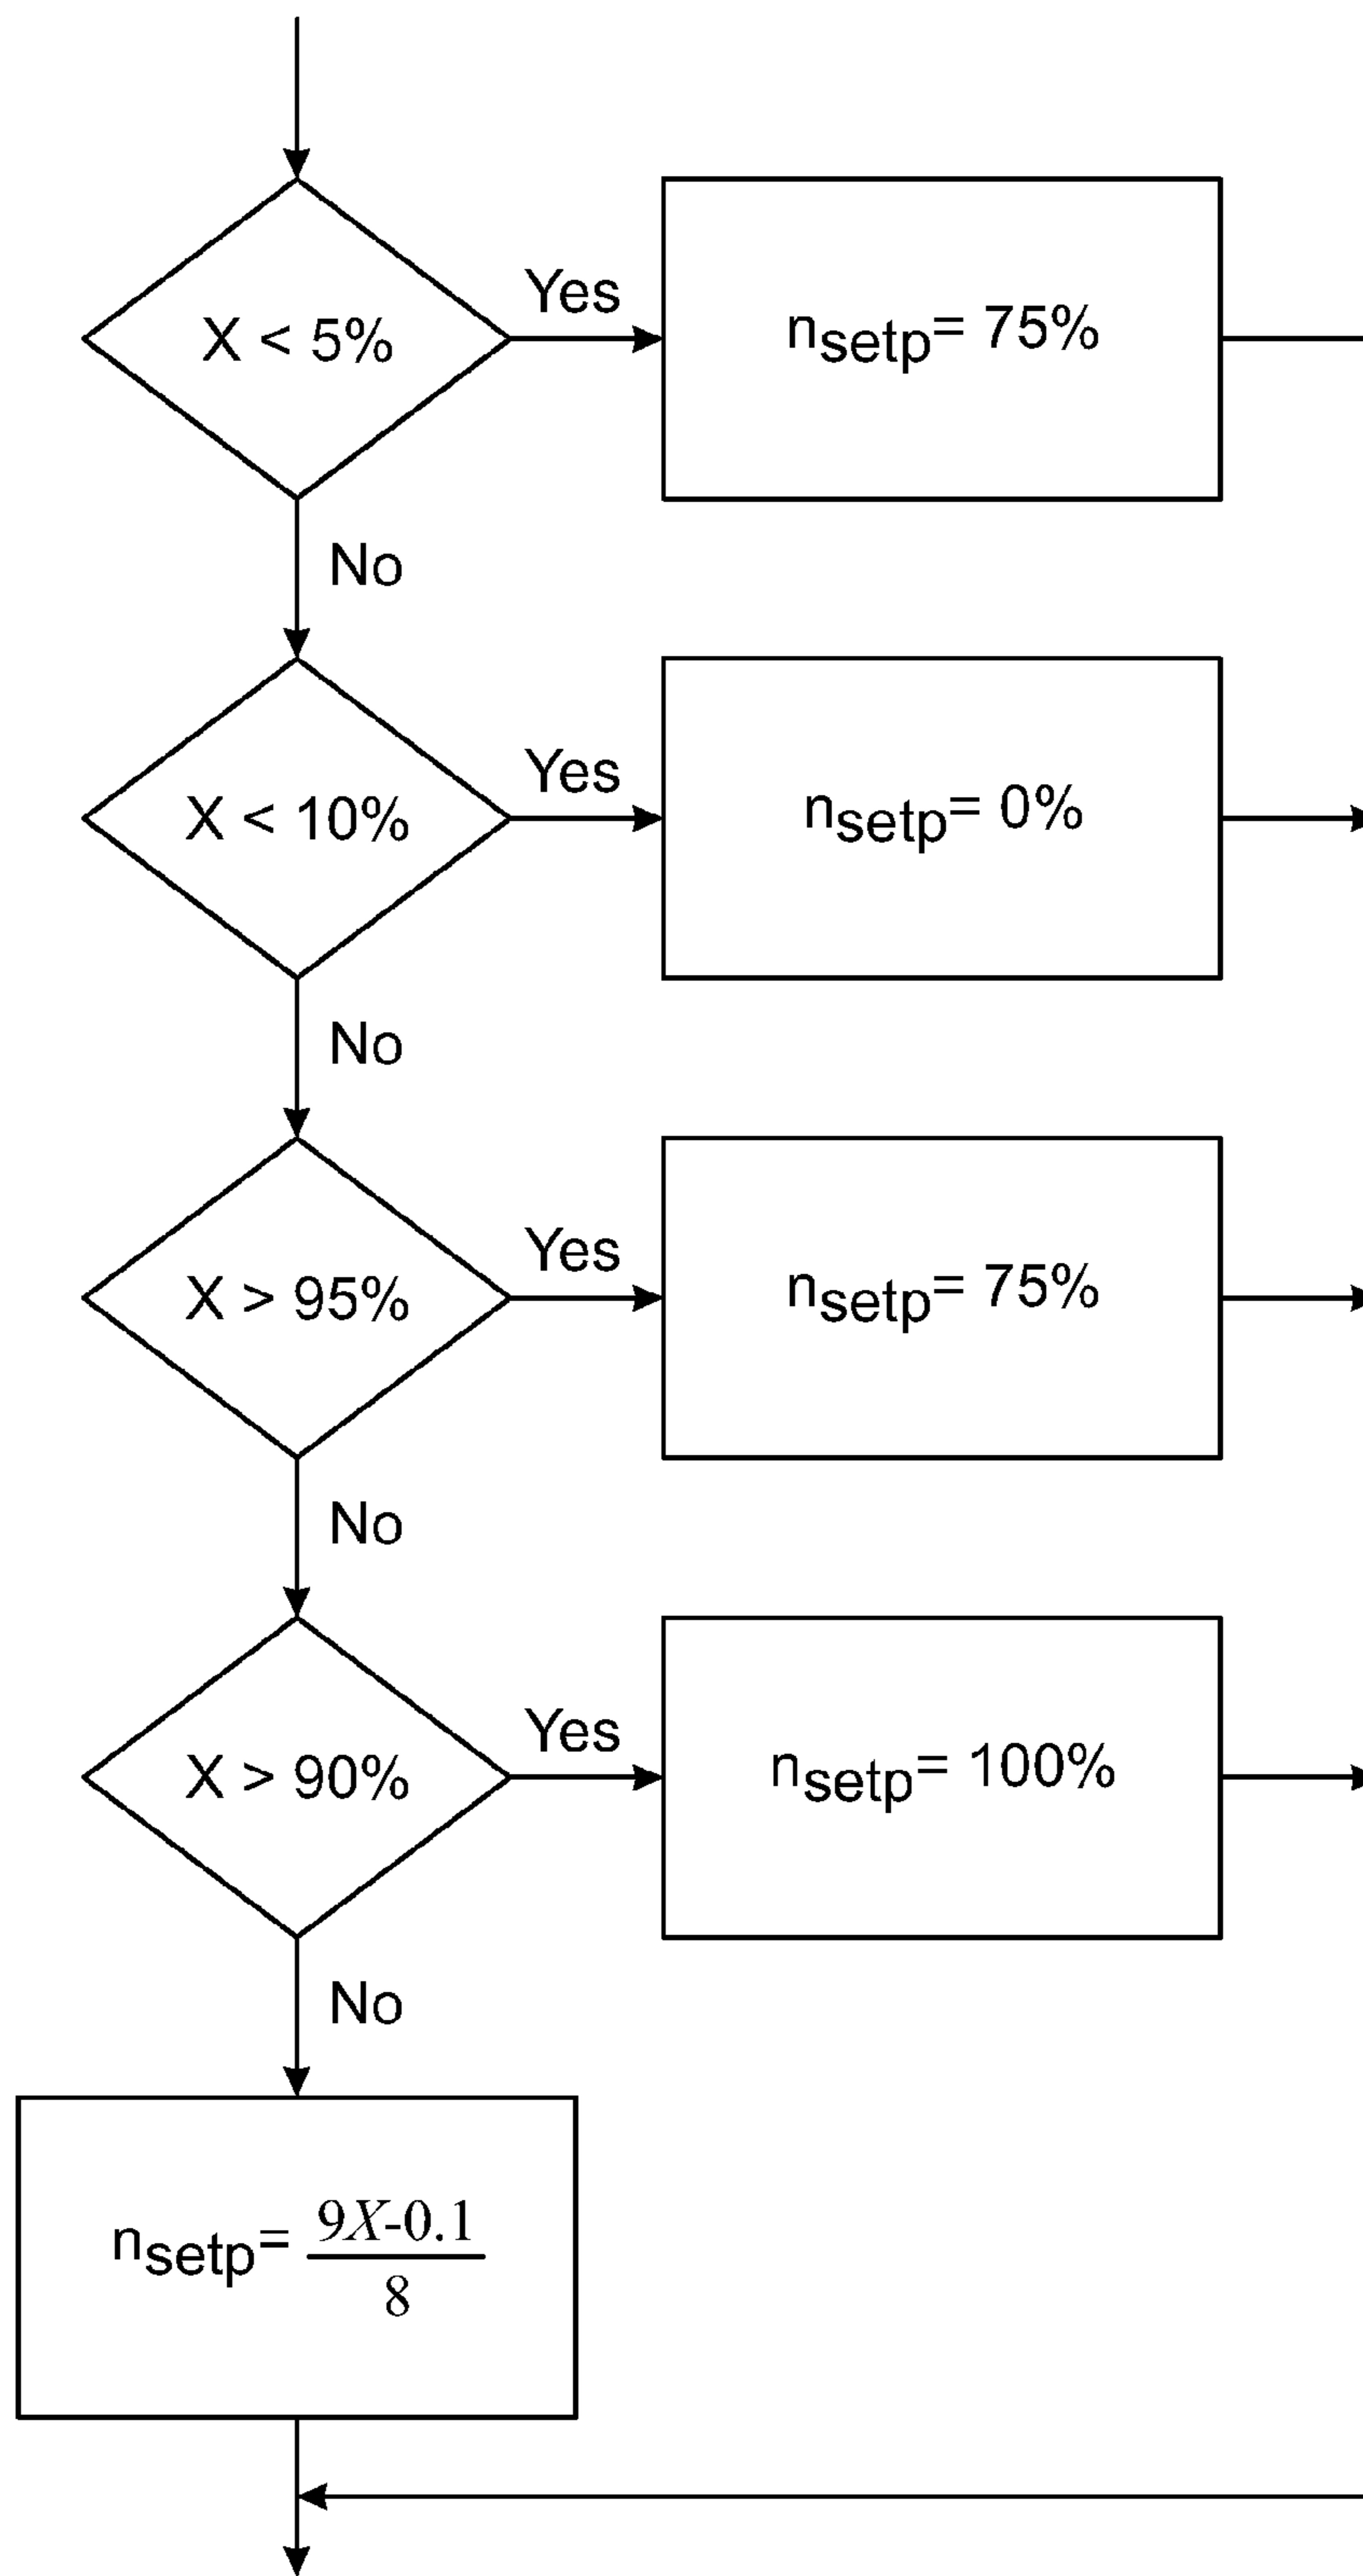 X < 5%
Yes
nsetp= 75%
No
X < 10%
Yes
nsetp= 0%
No
X > 95%
Yes
nsetp= 75%
No
X > 90%
Yes
nsetp= 100%
No
nsetp= 9X-0.1
8